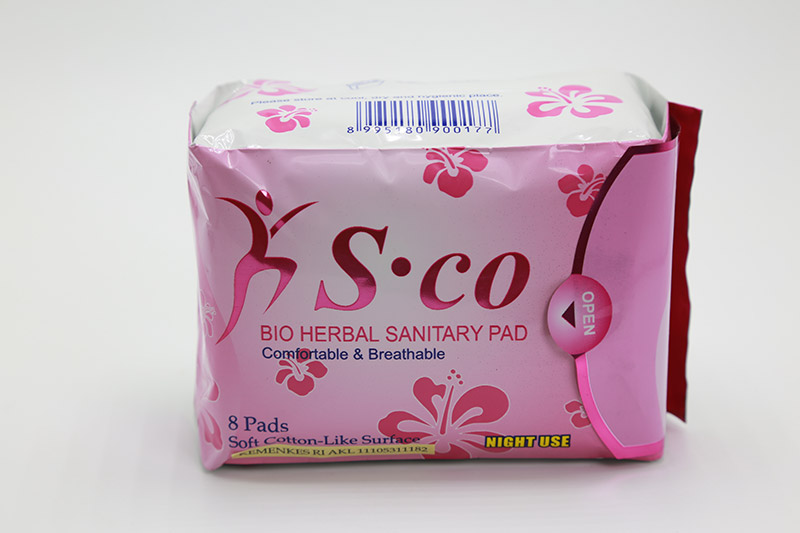 Please store at cool, dry and hygienic place.
8 995180 900177
S·co
BIO HERBAL SANITARY PAD
Comfortable & Breathable
OPEN
8 Pads
Soft Cotton-Like Surface
NIGHT USE
KEMENKES RI AKL 11105311182